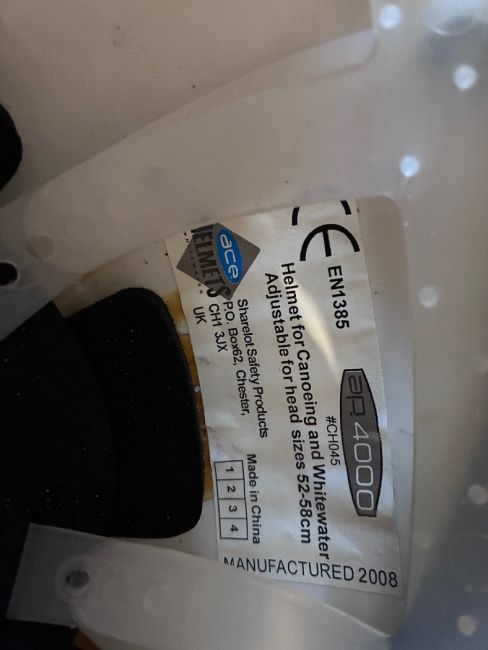 CE EN1385
ap 4000
#CH045
Helmet for Canoeing and Whitewater
Adjustable for head sizes 52-58cm
ace
HELMETS
Sharelot Safety Products
P.O. Box62, Chester,
CH1 3JX
UK
Made in China
1 2 3 4
MANUFACTURED 2008